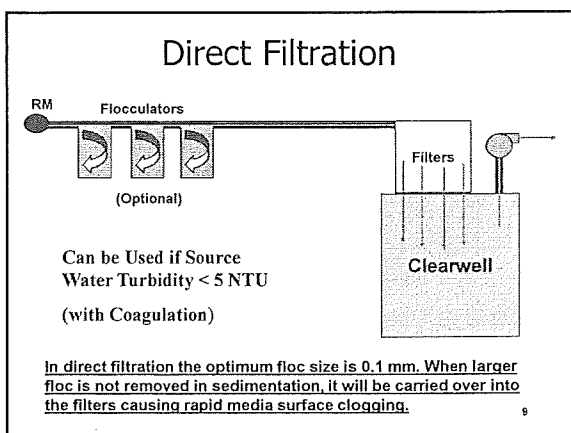 Direct Filtration
RM
Flocculators
(Optional)
Filters
Clearwell
Can be Used if Source
Water Turbidity < 5 NTU
(with Coagulation)
In direct filtration the optimum floc size is 0.1 mm. When larger
floc is not removed in sedimentation, it will be carried over into
the filters causing rapid media surface clogging.
9